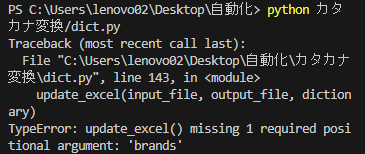 PS C:\Users\lenovo02\Desktop\自動化> python カタ
カナ変換/dict.py
Traceback (most recent call last):
  File "C:\Users\lenovo02\Desktop\自動化\カタカナ
変換\dict.py", line 143, in <module>
    update_excel(input_file, output_file, diction
ary)
TypeError: update_excel() missing 1 required posi
tional argument: 'brands'